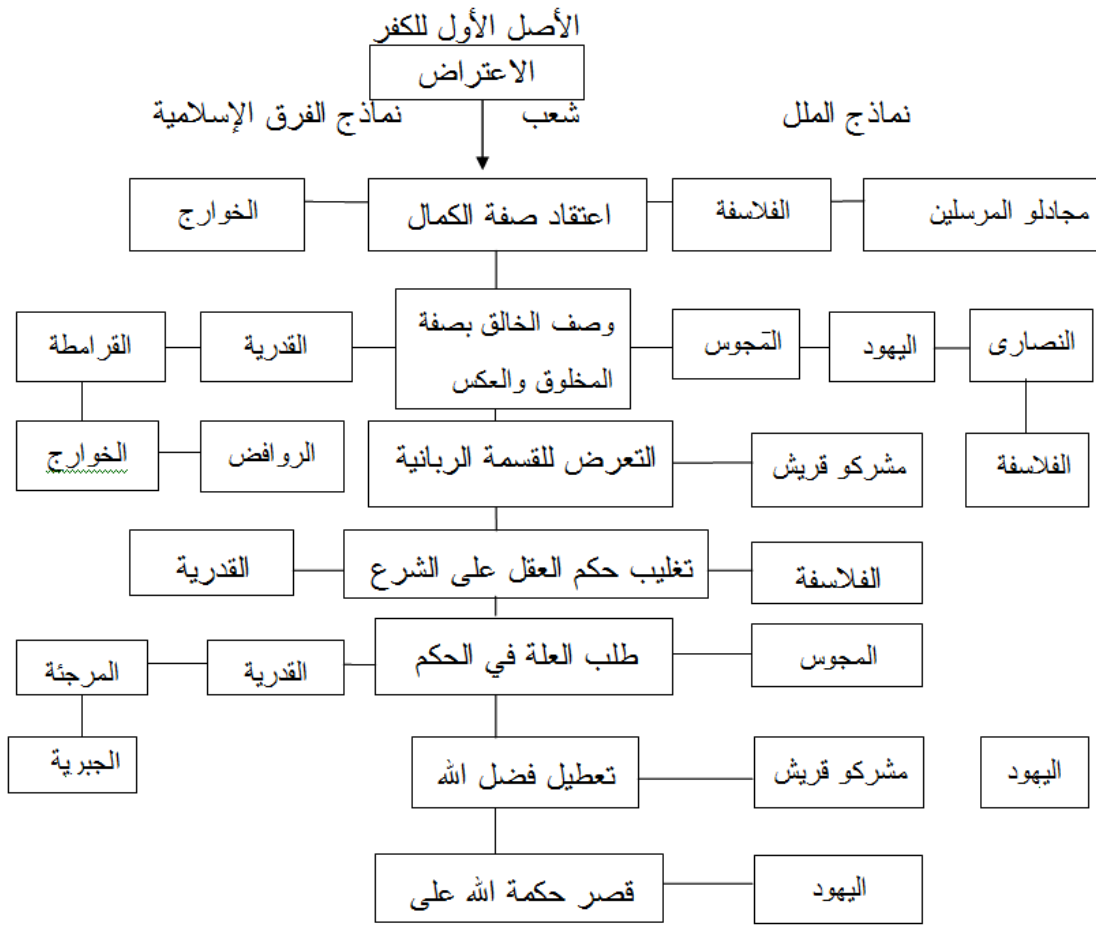 الأصل الأول للكفر
الاعتراض
نماذج الملل
شعب
نماذج الفرق الإسلامية
مجادلو المرسلين
الفلاسفة
اعتقاد صفة الكمال
الخوارج
النصارى
اليهود
المجوس
وصف الخالق بصفة
المخلوق والعكس
القدرية
القرامطة
الفلاسفة
مشركو قريش
التعرض للقسمة الربانية
الروافض
الخوارج
الفلاسفة
تغليب حكم العقل على الشرع
القدرية
المجوس
طلب العلة في الحكم
القدرية
المرجئة
الجبرية
اليهود
مشركو قريش
تعطيل فضل الله
اليهود
قصر حكمة الله على